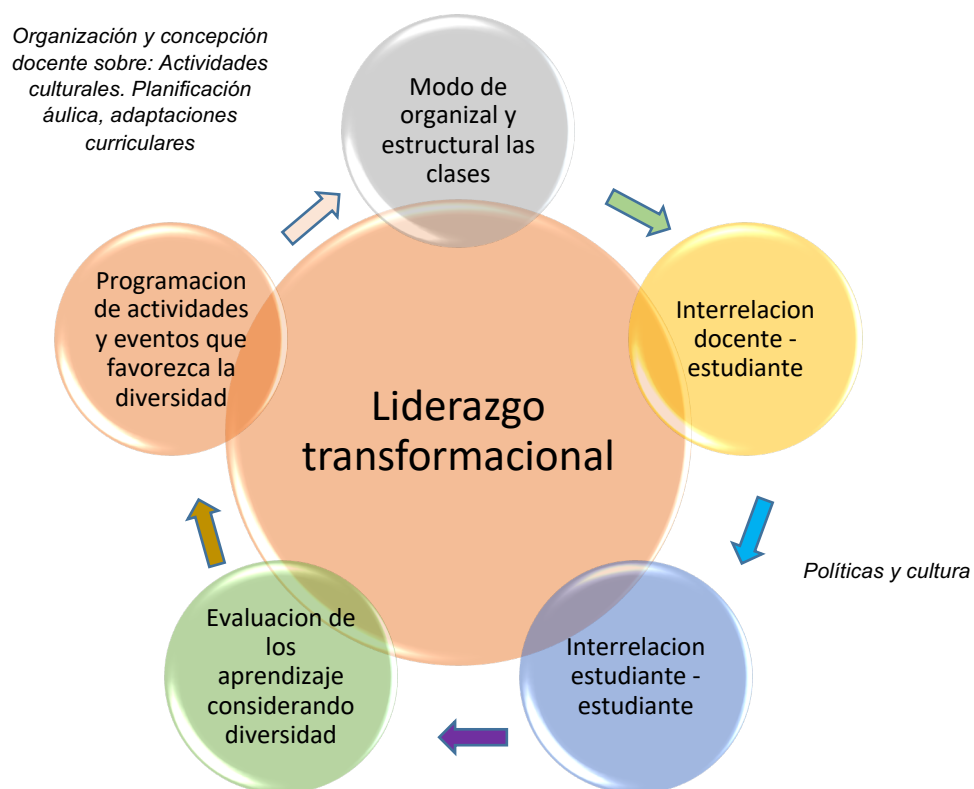 Organización y concepción
docente sobre: Actividades
culturales. Planificación
áulica, adaptaciones
curriculares
Modo de
organizal y
estructural las
clases
Interrelacion
docente -
estudiante
Políticas y cultura
Interrelacion
estudiante -
estudiante
Evaluacion de
los
aprendizaje
considerando
diversidad
Programacion
de actividades
y eventos que
favorezca la
diversidad
Liderazgo
transformacional